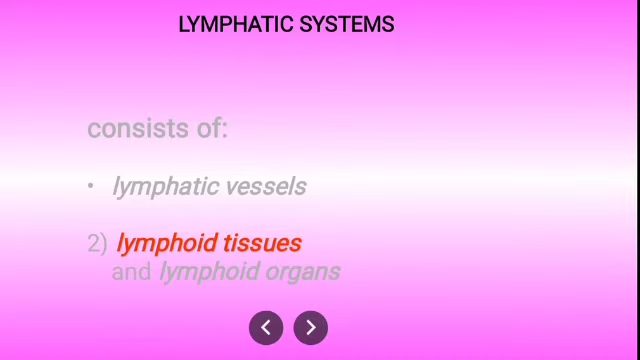 LYMPHATIC SYSTEMS
consists of:
• lymphatic vessels
2) lymphoid tissues
and lymphoid organs